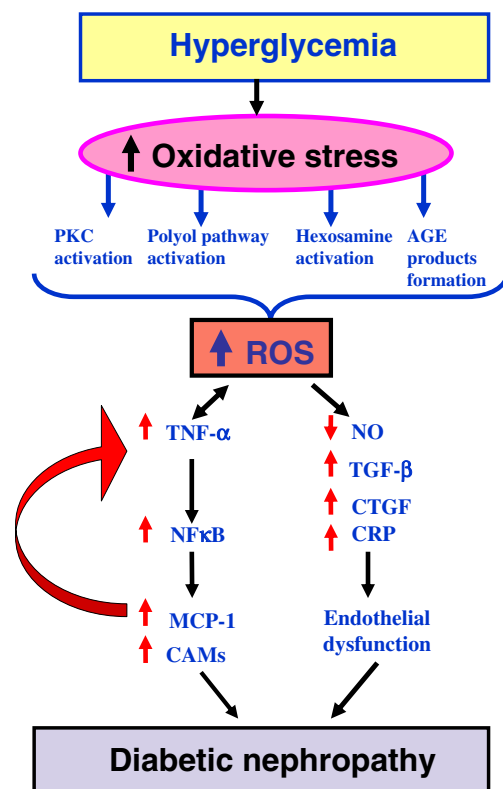 Hyperglycemia
Oxidative stress
PKC
activation
Polyol pathway
activation
Hexosamine
activation
AGE
products
formation
ROS
TNF-α
NFκB
MCP-1
CAMs
NO
TGF-β
CTGF
CRP
Endothelial
dysfunction
Diabetic nephropathy